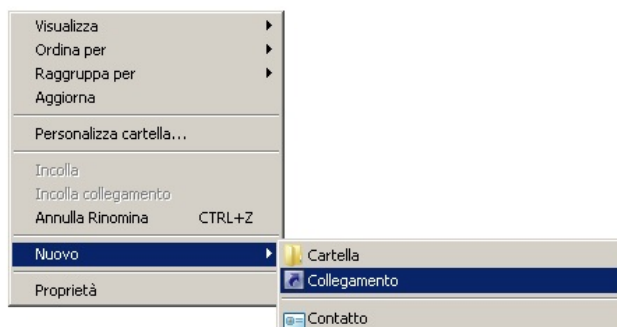 Visualizza
Ordina per
Raggruppa per
Aggiorna
Personalizza cartella...
Incolla
Incolla collegamento
Annulla Rinomina CTRL+Z
Nuovo
Cartella
Collegamento
Proprietà
Contatto